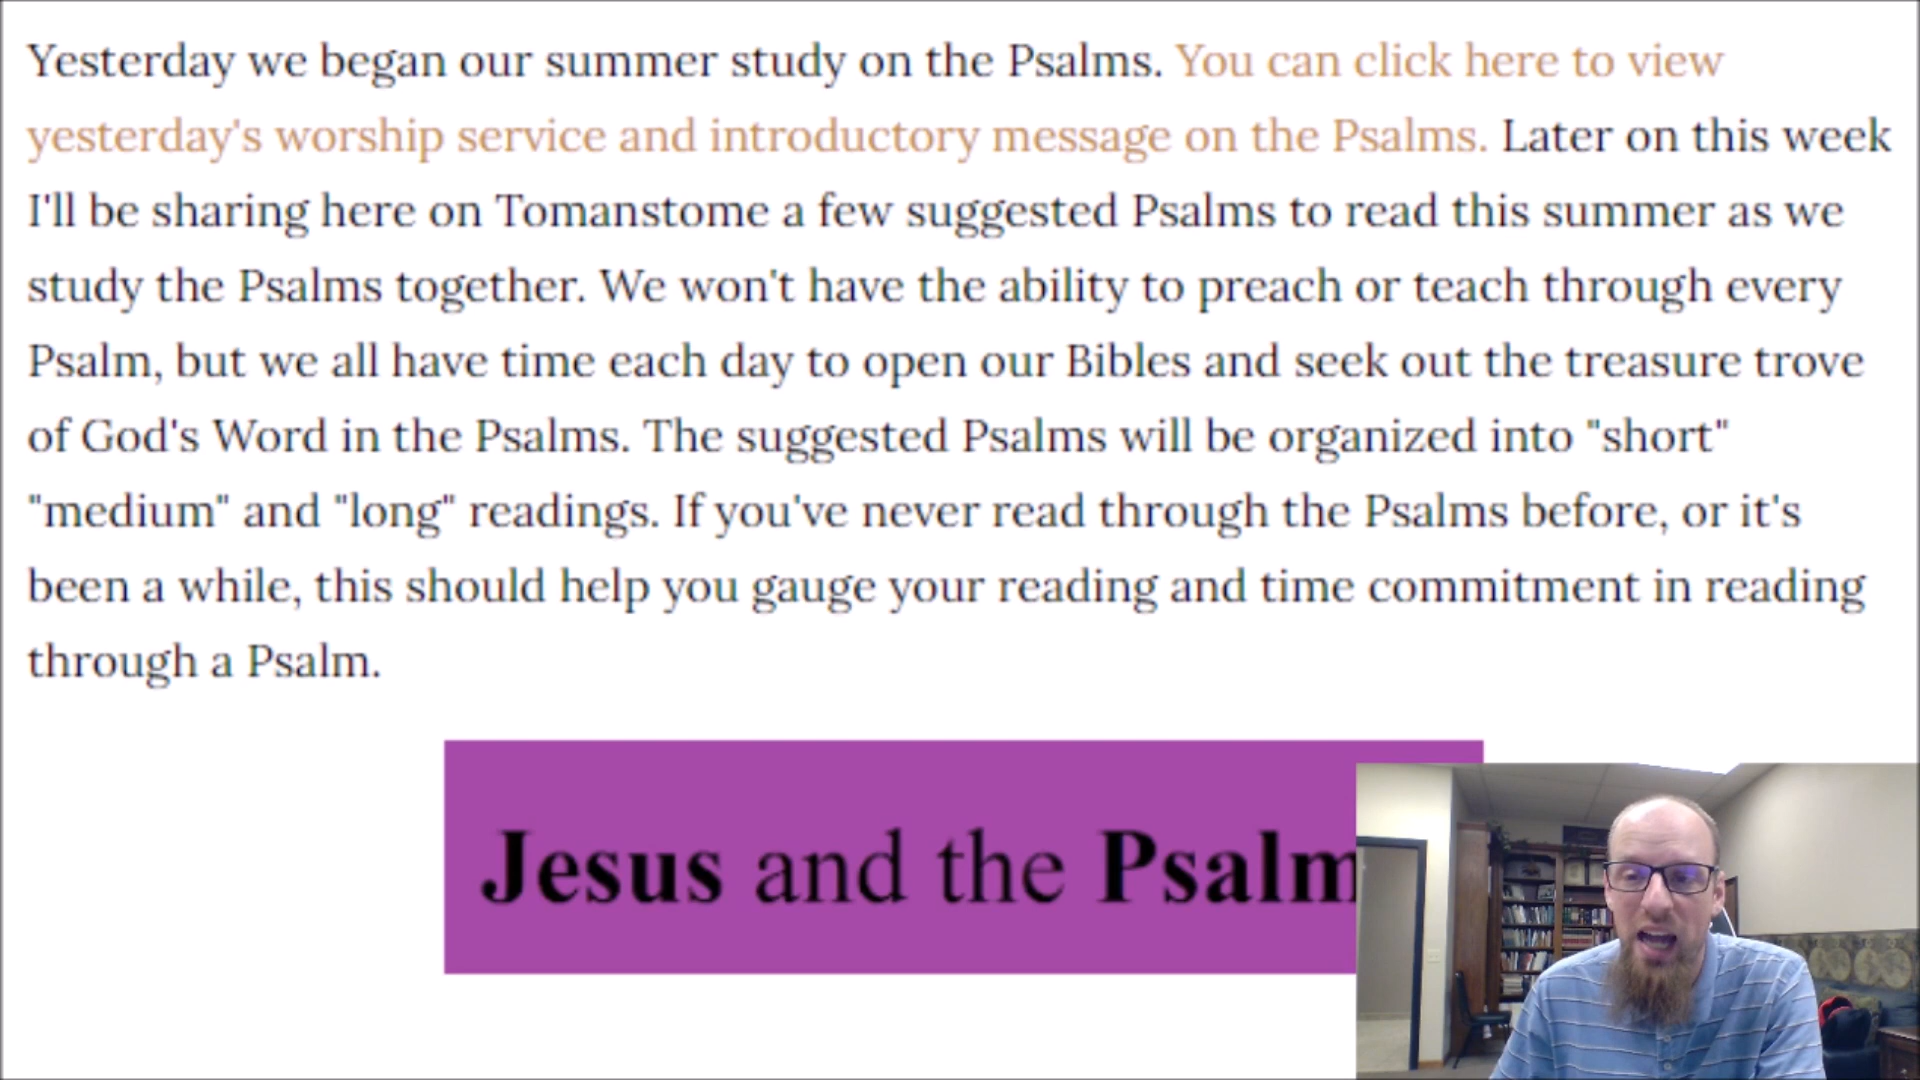 Yesterday we began our summer study on the Psalms. You can click here to view
yesterday's worship service and introductory message on the Psalms. Later on this week
I'll be sharing here on Tomanstome a few suggested Psalms to read this summer as we
study the Psalms together. We won't have the ability to preach or teach through every
Psalm, but we all have time each day to open our Bibles and seek out the treasure trove
of God's Word in the Psalms. The suggested Psalms will be organized into "short"
"medium" and "long" readings. If you've never read through the Psalms before, or it's
been a while, this should help you gauge your reading and time commitment in reading
through a Psalm.
Jesus and the Psalm